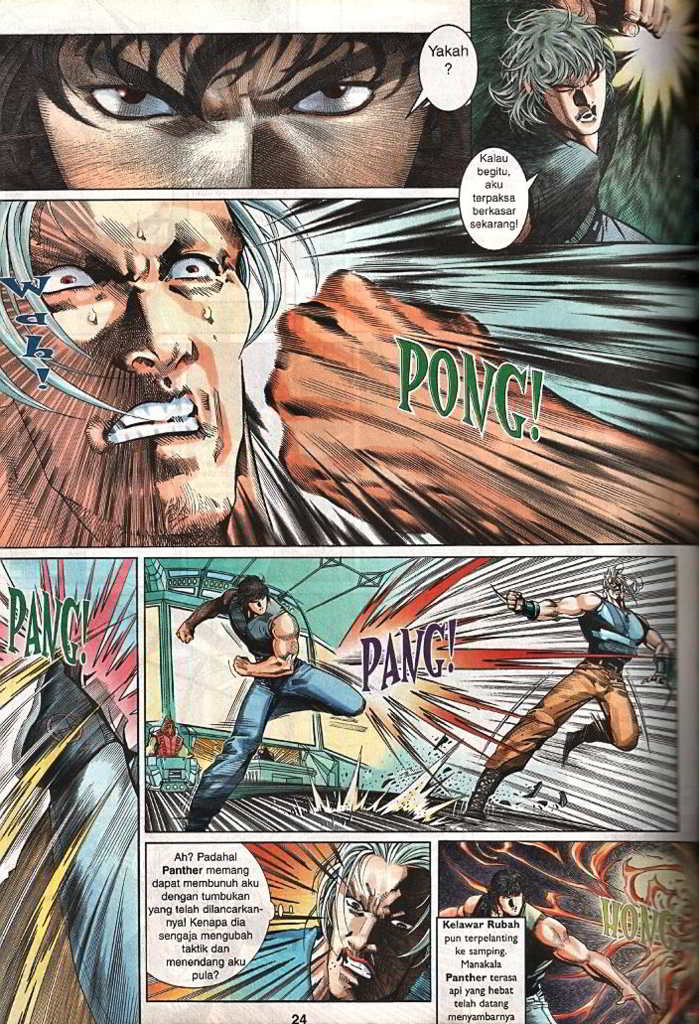 Yakah
?
Kalau
begitu,
aku
terpaksa
berkasar
sekarang!
Wah!
PONG!
PANG!
PANG!
Ah? Padahal
Panther memang
dapat membunuh aku
dengan tumbukan
yang telah dilancarkan-
nya! Kenapa dia
sengaja mengubah
taktik dan
menendang aku
pula?
Kelawar Rubah
pun terpelanting
ke samping.
Manakala
Panther terasa
api yang hebat
telah datang
menyambarnya
24